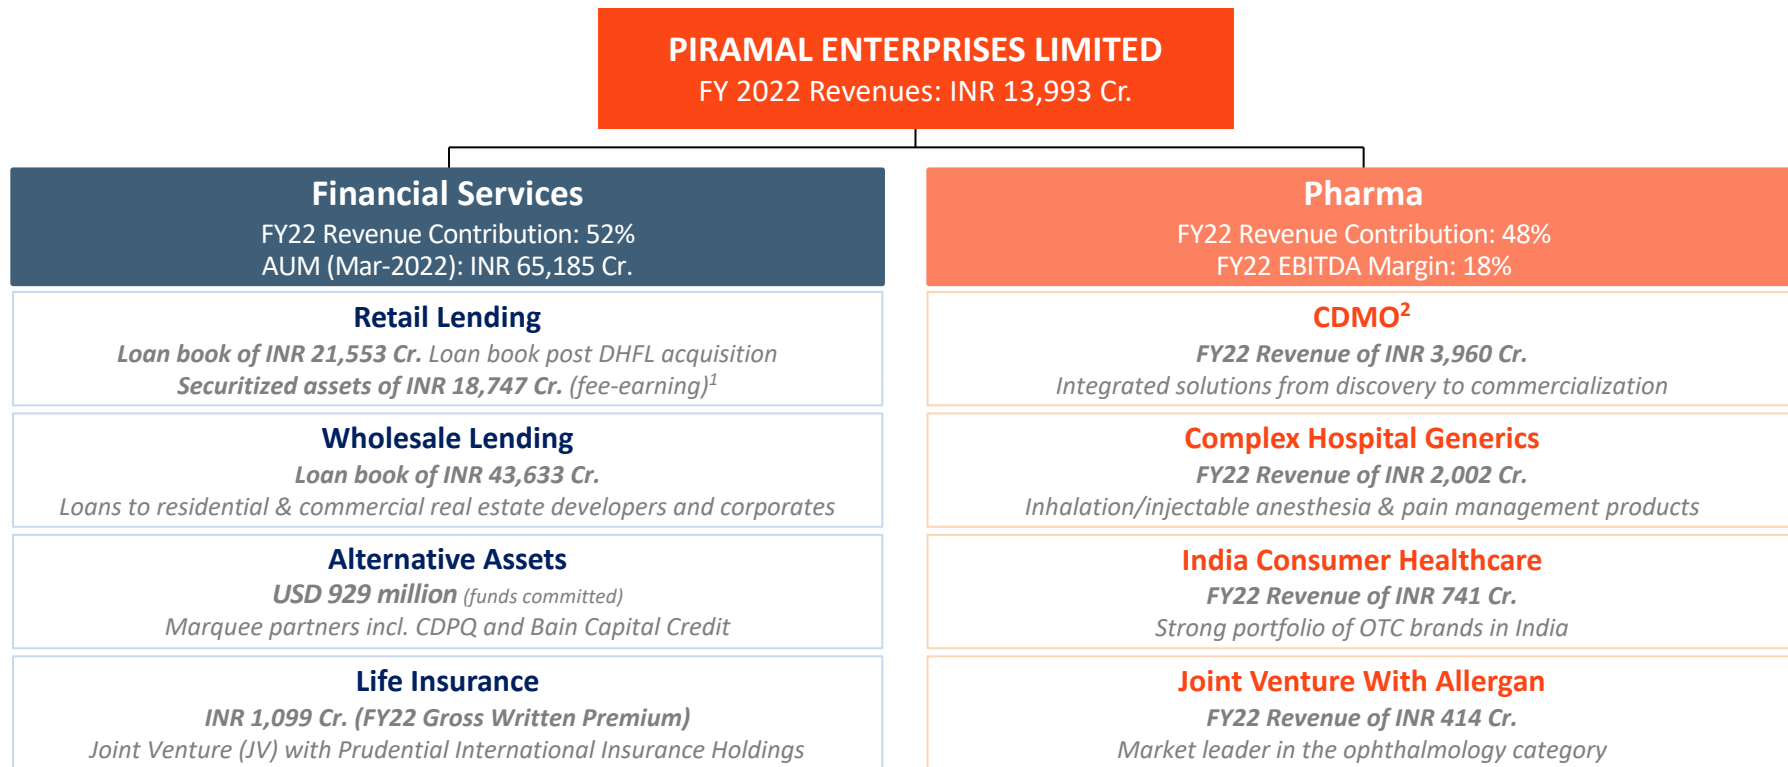 PIRAMAL ENTERPRISES LIMITED
FY 2022 Revenues: INR 13,993 Cr.
Financial Services
FY22 Revenue Contribution: 52%
AUM (Mar-2022): INR 65,185 Cr.
Retail Lending
Loan book of INR 21,553 Cr. Loan book post DHFL acquisition
Securitized assets of INR 18,747 Cr. (fee-earning)1
Wholesale Lending
Loan book of INR 43,633 Cr.
Loans to residential & commercial real estate developers and corporates
Alternative Assets
USD 929 million (funds committed)
Marquee partners incl. CDPQ and Bain Capital Credit
Life Insurance
INR 1,099 Cr. (FY22 Gross Written Premium)
Joint Venture (JV) with Prudential International Insurance Holdings
Pharma
FY22 Revenue Contribution: 48%
FY22 EBITDA Margin: 18%
CDMO2
FY22 Revenue of INR 3,960 Cr.
Integrated solutions from discovery to commercialization
Complex Hospital Generics
FY22 Revenue of INR 2,002 Cr.
Inhalation/injectable anesthesia & pain management products
India Consumer Healthcare
FY22 Revenue of INR 741 Cr.
Strong portfolio of OTC brands in India
Joint Venture With Allergan
FY22 Revenue of INR 414 Cr.
Market leader in the ophthalmology category